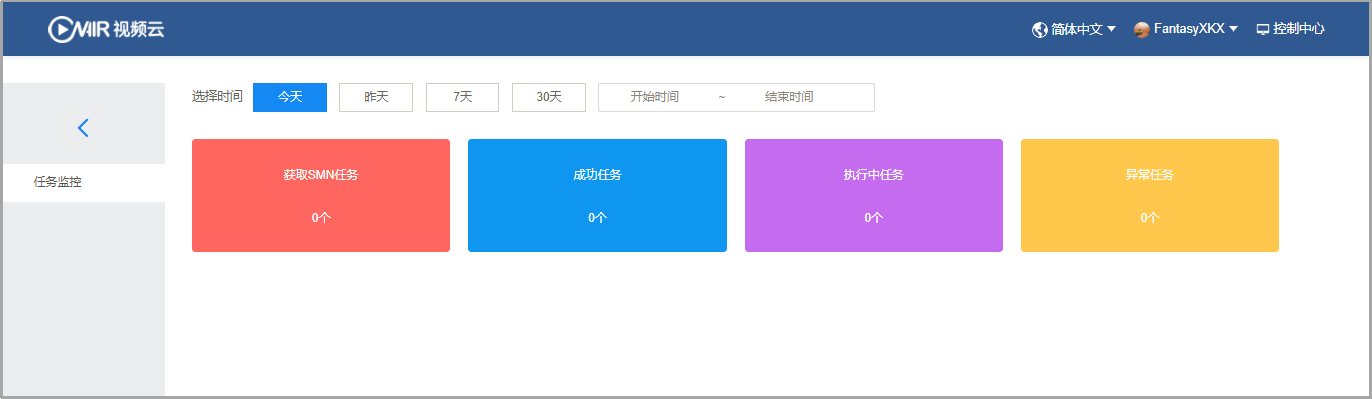 CMIR 视频云
简体中文
FantasyXKX
控制中心
选择时间
今天
昨天
7天
30天
开始时间 ~ 结束时间
任务监控
获取SMN任务
0个
成功任务
0个
执行中任务
0个
异常任务
0个